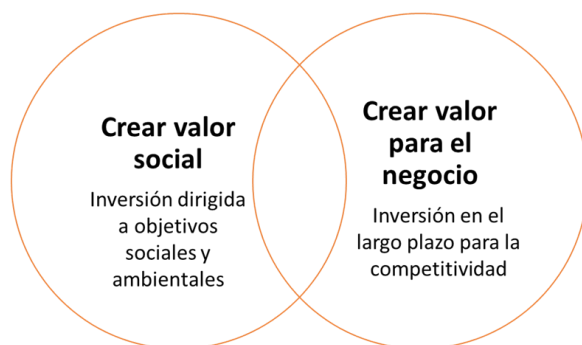 Crear valor
social
Inversión dirigida
a objetivos
sociales y
ambientales
Crear valor
para el
negocio
Inversión en el
largo plazo para la
competitividad